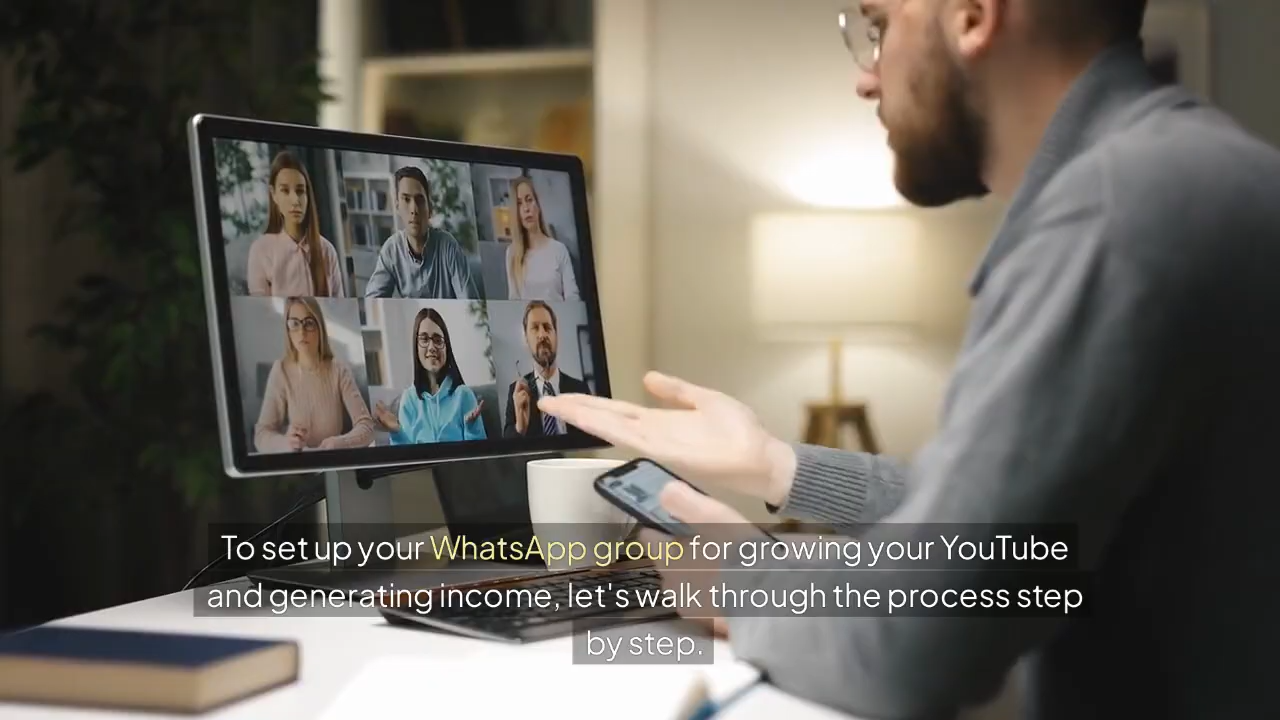 To set up your WhatsApp group for growing your YouTube
and generating income, let's walk through the process step
by step.